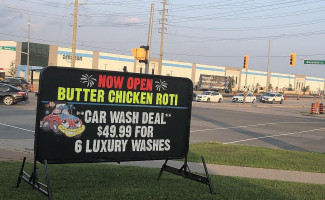 NOW OPEN
BUTTER CHICKEN ROTI
**CAR WASH DEAL**
$49.99 FOR
6 LUXURY WASHES